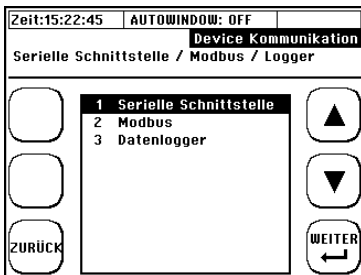 Zeit:15:22:45 AUTOWINDOW: OFF
Device Kommunikation
Serielle Schnittstelle / Modbus / Logger
1 Serielle Schnittstelle
2 Modbus
3 Datenlogger
ZURÜCK
WEITER